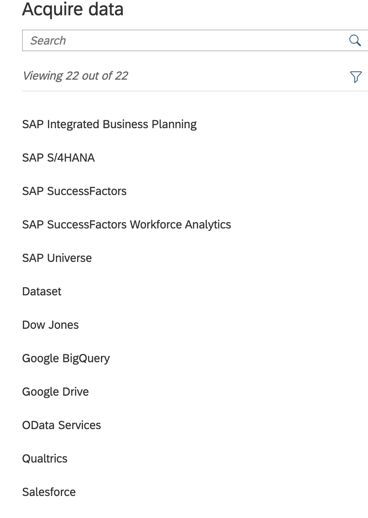 Acquire data
Search
Viewing 22 out of 22
SAP Integrated Business Planning
SAP S/4HANA
SAP SuccessFactors
SAP SuccessFactors Workforce Analytics
SAP Universe
Dataset
Dow Jones
Google BigQuery
Google Drive
OData Services
Qualtrics
Salesforce